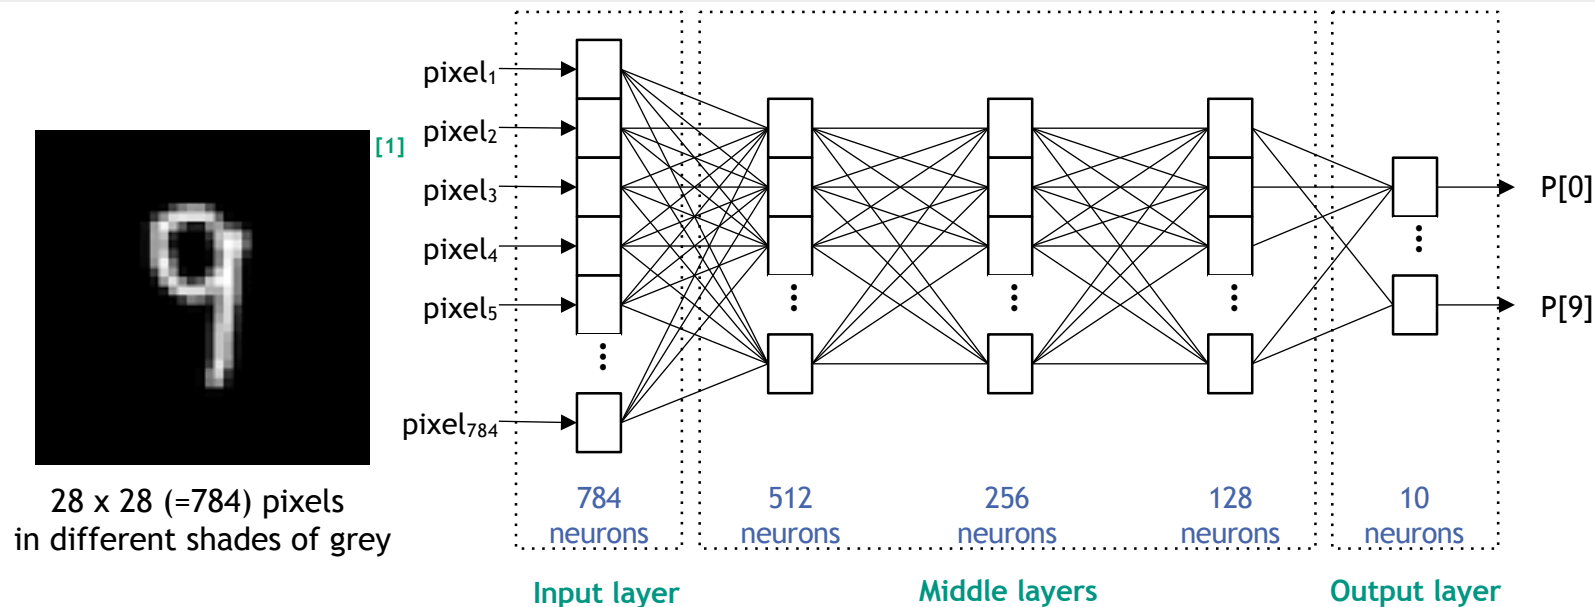 [1]
28 x 28 (=784) pixels
in different shades of grey
pixel₁
pixel₂
pixel₃
pixel₄
pixel₅
pixel₇₈₄
784
neurons
512
neurons
256
neurons
128
neurons
10
neurons
P[0]
P[9]
Input layer
Middle layers
Output layer